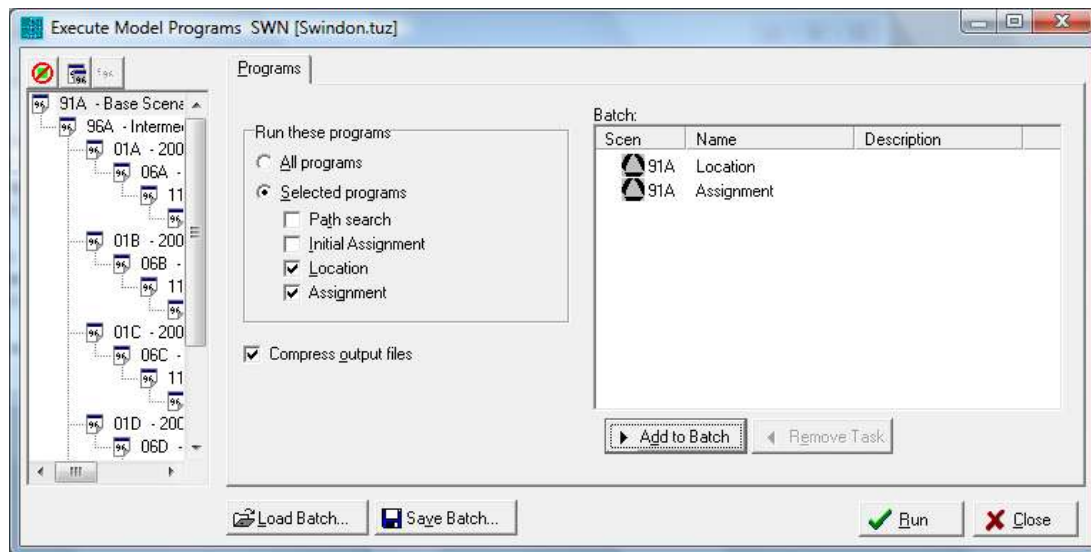 Execute Model Programs SWN [Swindon.tuz]
91A - Base Scena
96A - Intermed
01A - 200
06A -
11
01B - 200
06B -
11
01C - 200
06C -
11
01D - 200
06D -
Programs
Run these programs
All programs
Selected programs
Path search
Initial Assignment
Location
Assignment
Compress output files
Batch:
Scen Name Description
91A Location
91A Assignment
Add to Batch
Remove Task
Load Batch...
Save Batch...
Run
Close